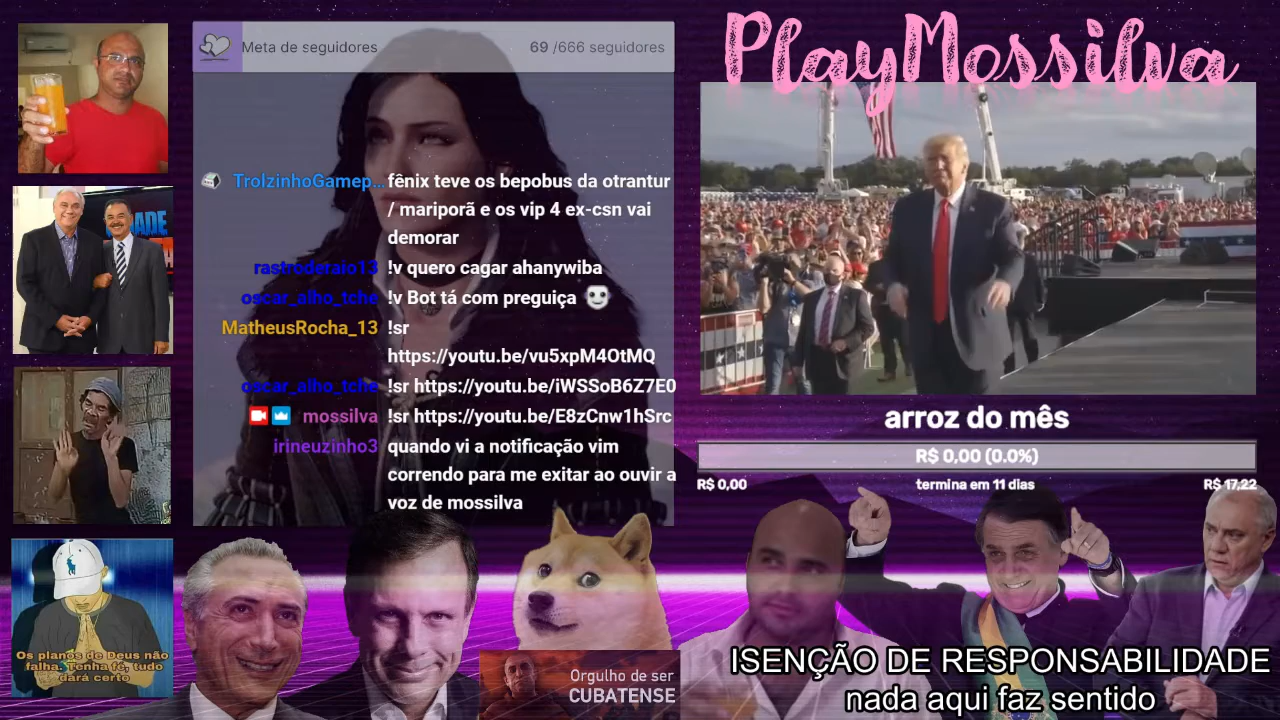 PlayMossilva
Meta de seguidores
69 /666 seguidores
TrolzinhoGamep... fênix teve os bepobus da otrantur
/ mariporã e os vip 4 ex-csn vai
demorar
rastroderaio13 !v quero cagar ahanywiba
oscar_alho_tche !v Bot tá com preguiça
MatheusRocha_13 !sr
https://youtu.be/vu5xpM4OtMQ
oscar_alho_tche !sr https://youtu.be/iWSSoB6Z7E0
mossilva !sr https://youtu.be/E8zCnw1hSrc
irineuzinho3 quando vi a notificação vim
correndo para me exitar ao ouvir a
voz de mossilva
arroz do mês
R$ 0,00 (0.0%)
R$ 0,00
termina em 11 dias
R$ 17,22
Os planos de Deus não
falha. Tenha fé, tudo
dará certo
Orgulho de ser
CUBATENSE
ISENÇÃO DE RESPONSABILIDADE
nada aqui faz sentido